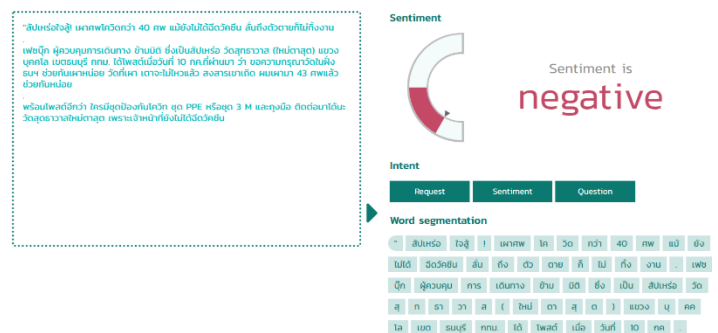 "สัปเหร่อใจสู้! เผาศพโควิดกว่า 40 ศพ แม้ยังไม่ได้ฉีดวัคซีน ลั่นถึงตัวตายก็ไม่ทิ้งงาน
.
เฟซบุ๊ก ผู้ควบคุมการเดินทาง ข้ามมิติ ซึ่งเป็นสัปเหร่อ วัดสุทธาวาส (ใหม่ตาสุด) แขวง
บุคคโล เขตธนบุรี กทม. ได้โพสต์เมื่อวันที่ 10 กค.ที่ผ่านมา ว่า ขอความกรุณาวัดในฝั่ง
ธนฯ ช่วยกันเผาหน่อย วัดที่เผา เตาจะไม่ไหวแล้ว สงสารเขาเถิด ผมเผามา 43 ศพแล้ว
ช่วยกันหน่อย
.
พร้อมโพสต์อีกว่า ใครมีชุดป้องกันโควิท ชุด PPE หรือชุด 3 M และถุงมือ ติดต่อมาได้นะ
วัดสุดธาวาสใหม่ตาสุต เพราะเจ้าหน้าที่ยังไม่ได้ฉีดวัคซีน
Sentiment
Sentiment is
negative
Intent
Request Sentiment Question
Word segmentation
" สัปเหร่อ ใจสู้ ! เผาศพ โค วิด กว่า 40 ศพ แม้ ยัง
ไม่ได้ ฉีดวัคซีน ลั่น ถึง ตัว ตาย ก็ ไม่ ทิ้ง งาน . เฟซ
บุ๊ก ผู้ควบคุม การ เดินทาง ข้าม มิติ ซึ่ง เป็น สัปเหร่อ วัด
สุ ท ธา วา ส ( ใหม่ ตา สุ ด ) แขวง บุ คค
โล เขต ธนบุรี กทม ได้ โพสต์ เมื่อ วันที่ 10 กค .